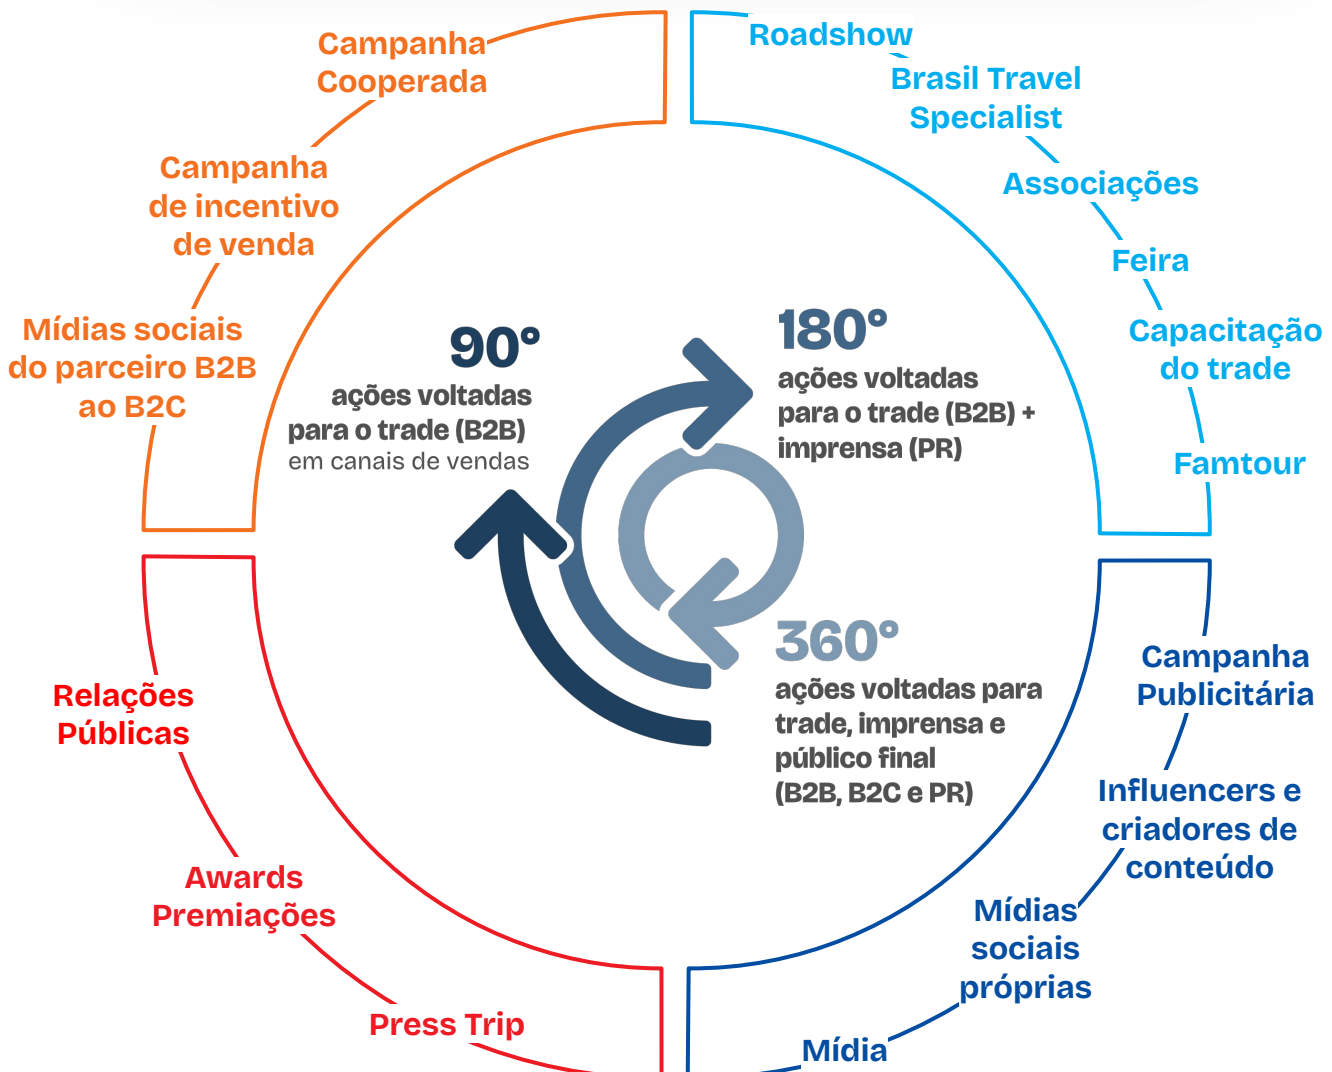 Campanha
Cooperada
Campanha
de incentivo
de venda
Mídias sociais
do parceiro B2B
ao B2C
Roadshow
Brasil Travel
Specialist
Associações
Feira
Capacitação
do trade
Famtour
90°
ações voltadas
para o trade (B2B)
em canais de vendas
180°
ações voltadas
para o trade (B2B) +
imprensa (PR)
360°
ações voltadas para
trade, imprensa e
público final
(B2B, B2C e PR)
Relações
Públicas
Awards
Premiações
Press Trip
Campanha
Publicitária
Influencers e
criadores de
conteúdo
Mídias
sociais
próprias
Mídia